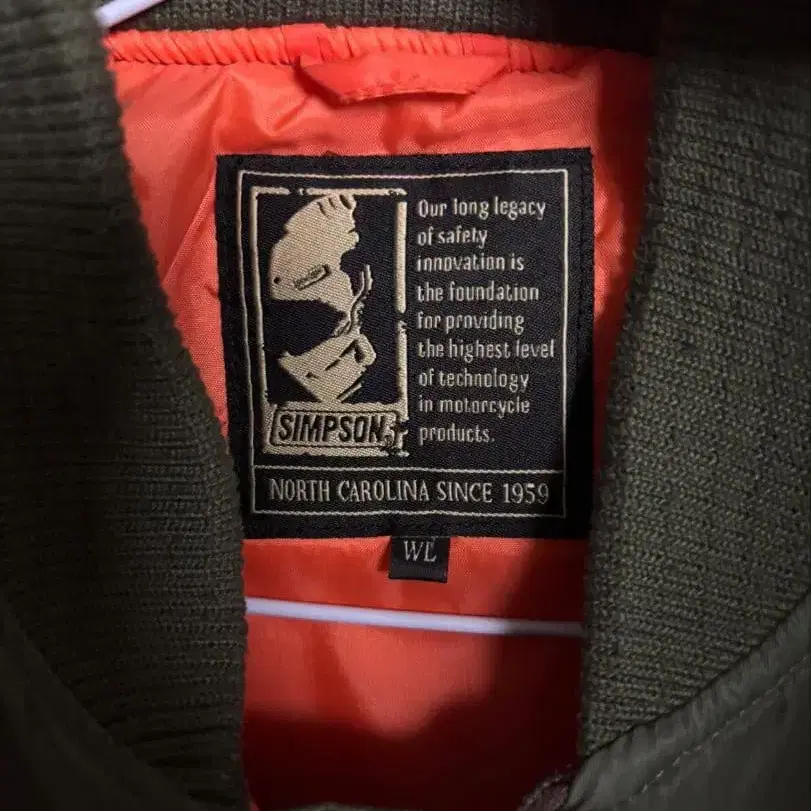 Our long legacy
of safety
innovation is
the foundation
for providing
the highest level
of technology
in motorcycle
products.
SIMPSON
NORTH CAROLINA SINCE 1959
WL